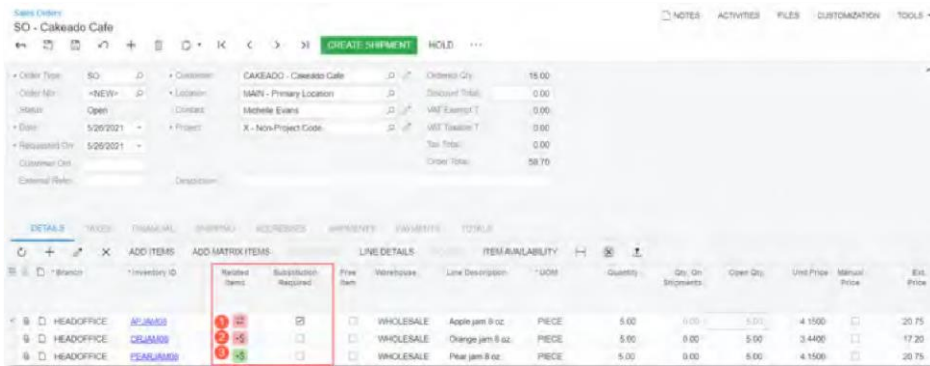 Sales Orders
SO - Cakeado Cafe
NOTES ACTIVITIES FILES CUSTOMIZATION TOOLS
CREATE SHIPMENT HOLD ...
Order Type: SO Customer: CAKEADO - Cakeado Cafe Ordered Qty. 15.00
Order Nbr. <NEW> Location: MAIN - Primary Location Discount Total: 0.00
Status: Open Contact: Michelle Evans VAT Exempt T 0.00
Date: 5/26/2021 Project: X - Non-Project Code. VAT Taxable T 0.00
Requested On: 5/26/2021 Tax Total: 0.00
Customer Ord Order Total: 58.70
External Refer Description:
DETAILS TAXES FINANCIAL SHIPPING ADDRESSES SHIPMENTS PAYMENTS TOTALS
ADD ITEMS ADD MATRIX ITEMS LINE DETAILS ITEM AVAILABILITY
*Branch *Inventory ID Related Items Substitution Required Free Item Warehouse Line Description *UOM Quantity Qty. On Shipments Open Qty. Unit Price Manual Price Ext. Price
HEADOFFICE APJAM08 1 WHOLESALE Apple jam 8 oz PIECE 5.00 0.00 5.00 4.1500 20.75
HEADOFFICE ORJAM08 2 +$ WHOLESALE Orange jam 8 oz PIECE 5.00 0.00 5.00 3.4400 17.20
HEADOFFICE PEARJAM08 3 +$ WHOLESALE Pear jam 8 oz PIECE 5.00 0.00 5.00 4.1500 20.75